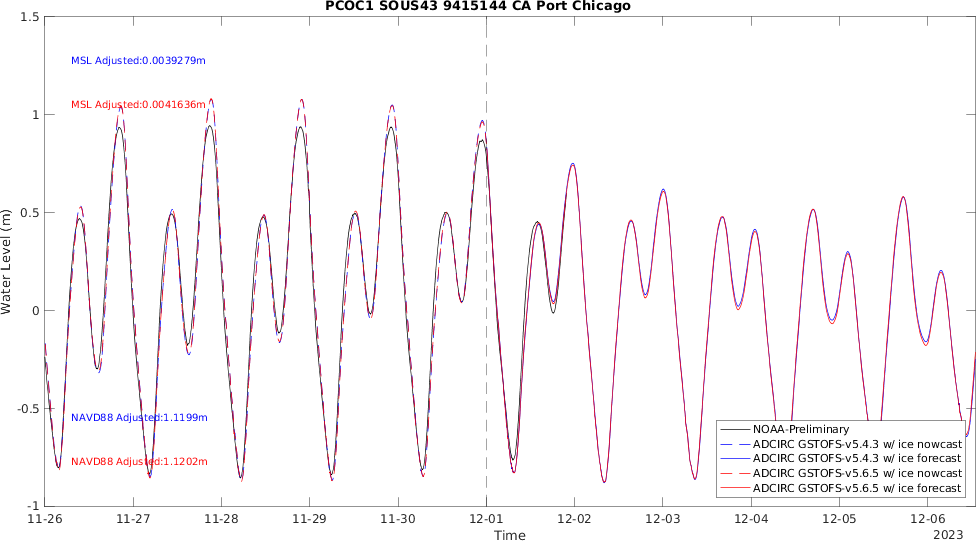 PCOC1 SOUS43 9415144 CA Port Chicago
1.5
1
0.5
0
-0.5
-1
Water Level (m)
MSL Adjusted:0.0039279m
MSL Adjusted:0.0041636m
NAVD88 Adjusted:1.1199m
NAVD88 Adjusted:1.1202m
NOAA-Preliminary
ADCIRC GSTOFS-v5.4.3 w/ ice nowcast
ADCIRC GSTOFS-v5.4.3 w/ ice forecast
ADCIRC GSTOFS-v5.6.5 w/ ice nowcast
ADCIRC GSTOFS-v5.6.5 w/ ice forecast
11-26 11-27 11-28 11-29 11-30 12-01 12-02 12-03 12-04 12-05 12-06
Time
2023